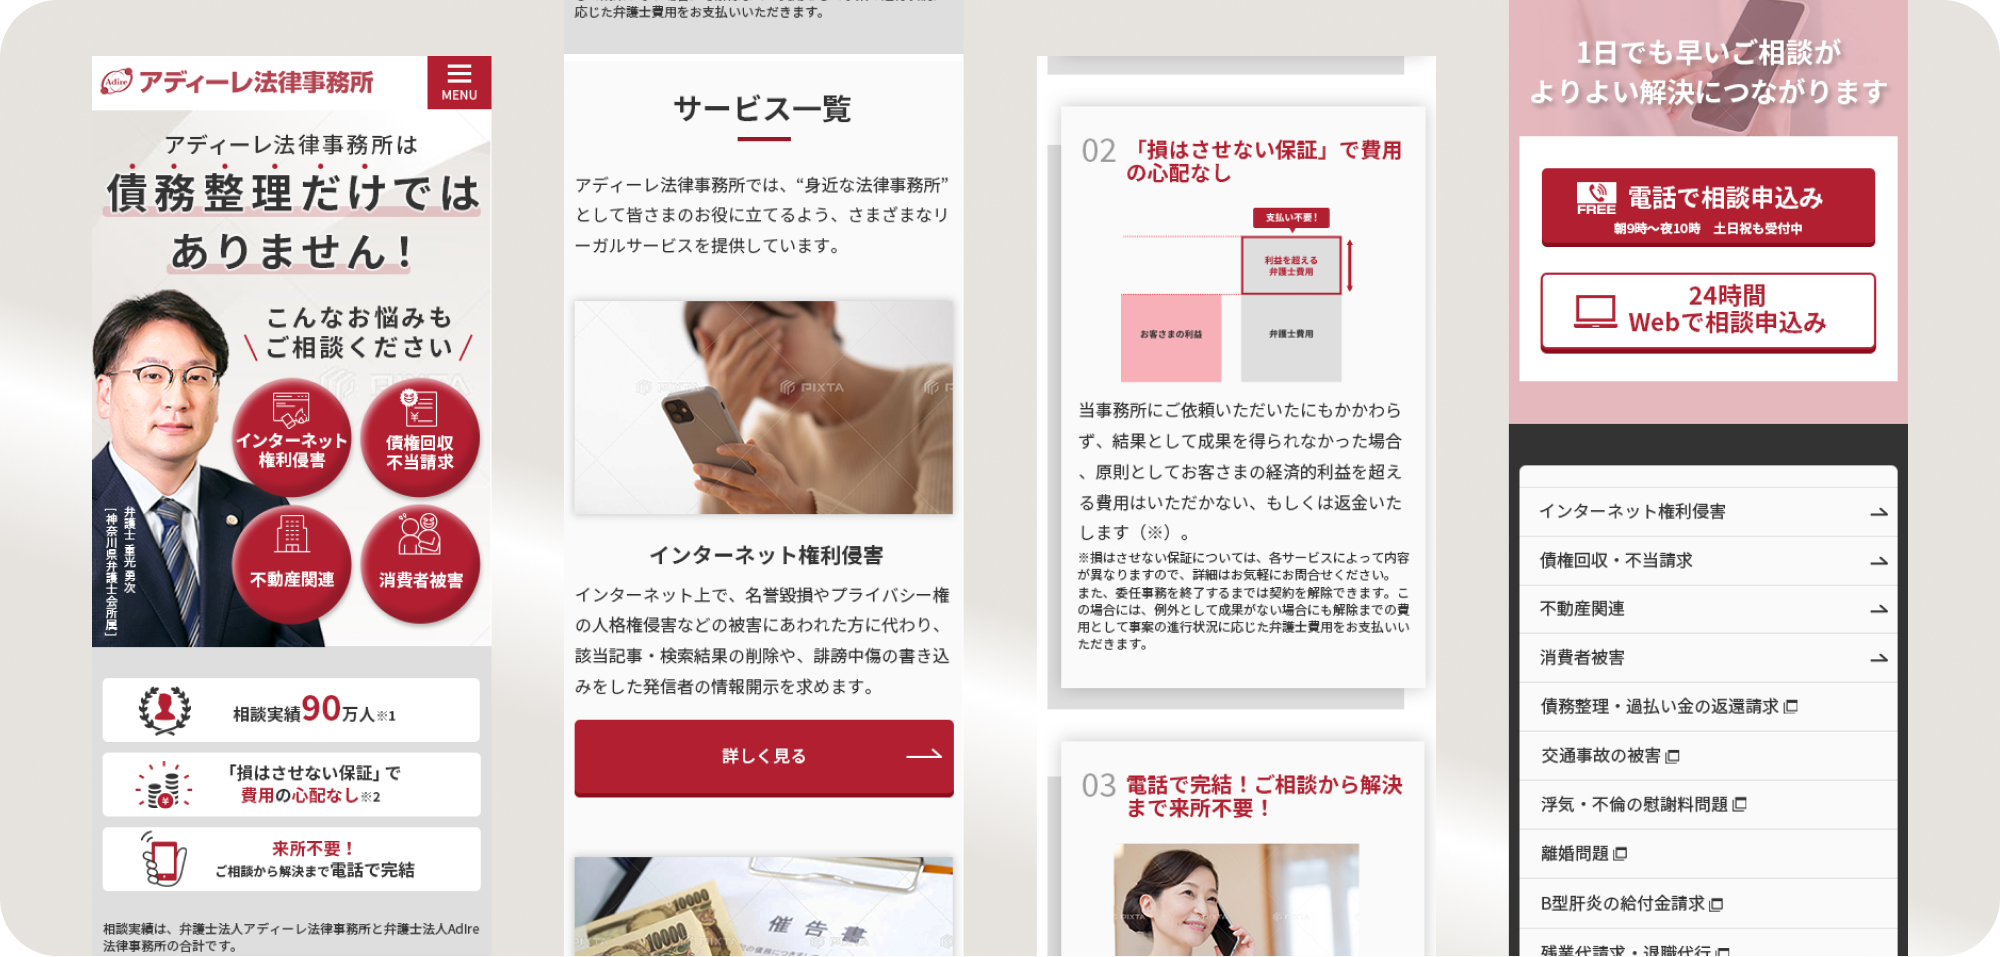 アディーレ法律事務所
MENU
アディーレ法律事務所は
債務整理だけでは
ありません！
こんなお悩みも
ご相談ください
インターネット
権利侵害
債権回収
不当請求
不動産関連
消費者被害
弁護士 重光 勇次
［神奈川県弁護士会所属］
相談実績90万人※1
「損はさせない保証」で
費用の心配なし※2
来所不要！
ご相談から解決まで電話で完結
相談実績は、弁護士法人アディーレ法律事務所と弁護士法人AdIre
法律事務所の合計です。
応じた弁護士費用をお支払いいただきます。
サービス一覧
アディーレ法律事務所では、“身近な法律事務所”
として皆さまのお役に立てるよう、さまざまなリ
ーガルサービスを提供しています。
PIXTA
インターネット権利侵害
インターネット上で、名誉毀損やプライバシー権
の人格権侵害などの被害にあわれた方に代わり、
該当記事・検索結果の削除や、誹謗中傷の書き込
みをした発信者の情報開示を求めます。
詳しく見る
10000
10000
催告書
02
「損はさせない保証」で費用
の心配なし
支払い不要！
利益を超える
弁護士費用
お客さまの利益
弁護士費用
当事務所にご依頼いただいたにもかかわら
ず、結果として成果を得られなかった場合
、原則としてお客さまの経済的利益を超え
る費用はいただかない、もしくは返金いた
します（※）。
※損はさせない保証については、各サービスによって内容
が異なりますので、詳細はお気軽にお問合せください。
また、委任事務を終了するまでは契約を解除できます。こ
の場合には、例外として成果がない場合にも解除までの費
用として事案の進行状況に応じた弁護士費用をお支払いい
ただきます。
03
電話で完結！ご相談から解決
まで来所不要！
1日でも早いご相談が
よりよい解決につながります
FREE
電話で相談申込み
朝9時〜夜10時 土日祝も受付中
24時間
Webで相談申込み
インターネット権利侵害
債権回収・不当請求
不動産関連
消費者被害
債務整理・過払い金の返還請求
交通事故の被害
浮気・不倫の慰謝料問題
離婚問題
B型肝炎の給付金請求
残業代請求・退職代行